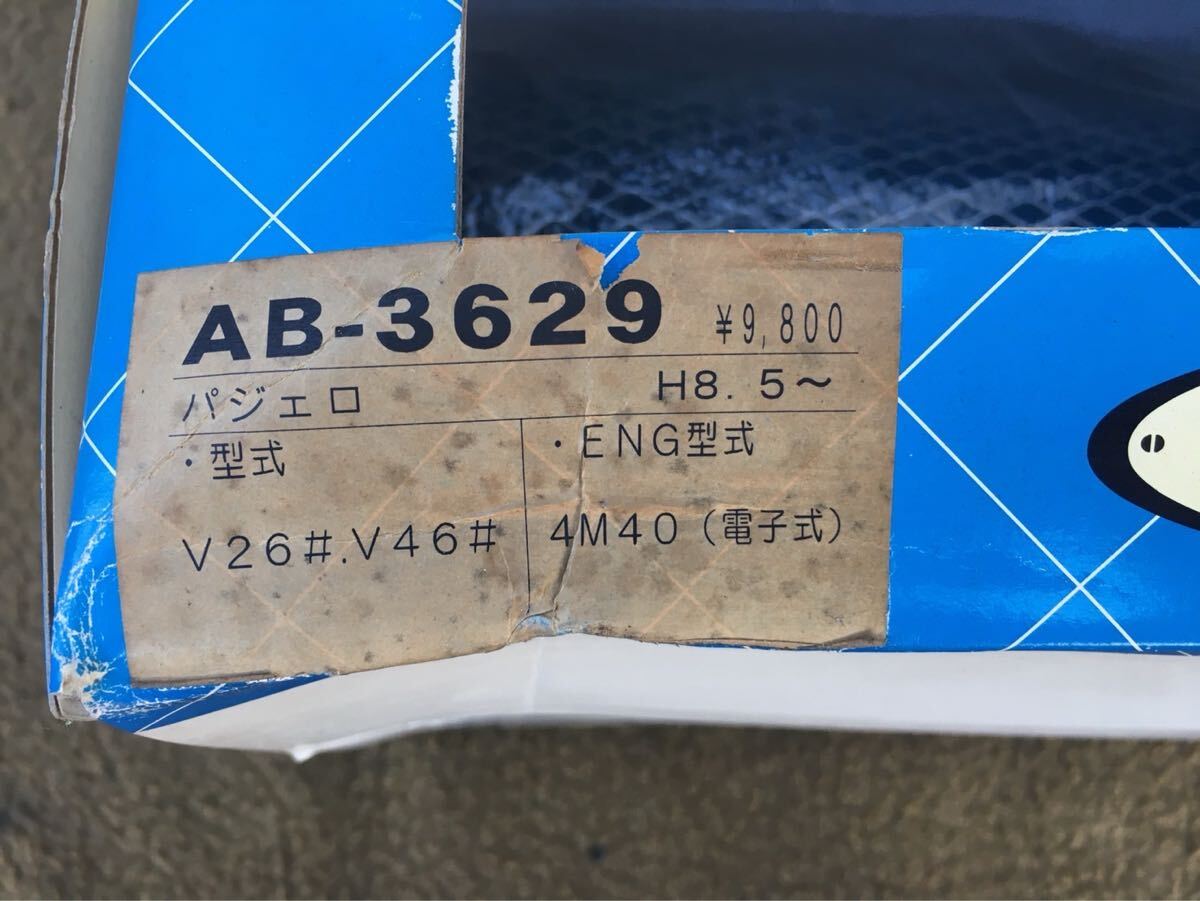 AB-3629 ¥9,800
パジェロ H8.5～
・型式 ・ENG型式
V26#.V46# 4M40(電子式)